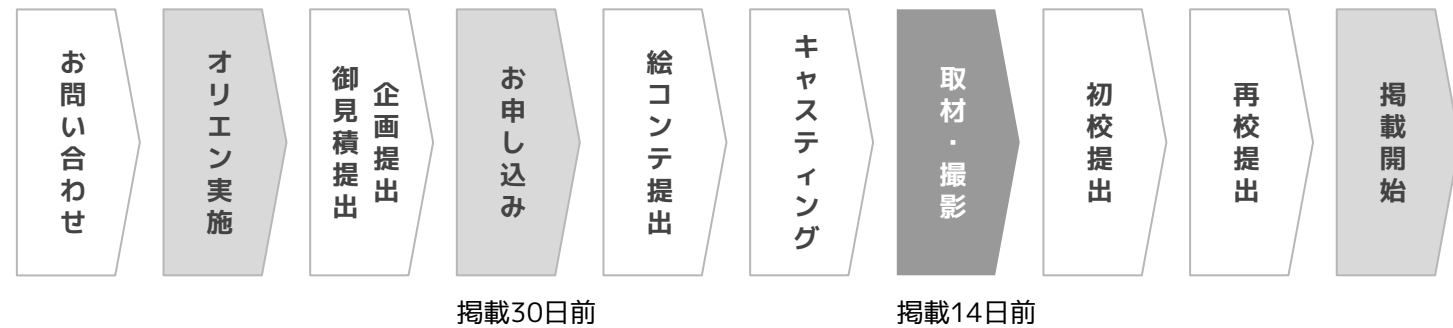 お問い合わせ
オリエン実施
企画提出
御見積提出
お申し込み
絵コンテ提出
キャスティング
取材・撮影
初校提出
再校提出
掲載開始
掲載30日前
掲載14日前